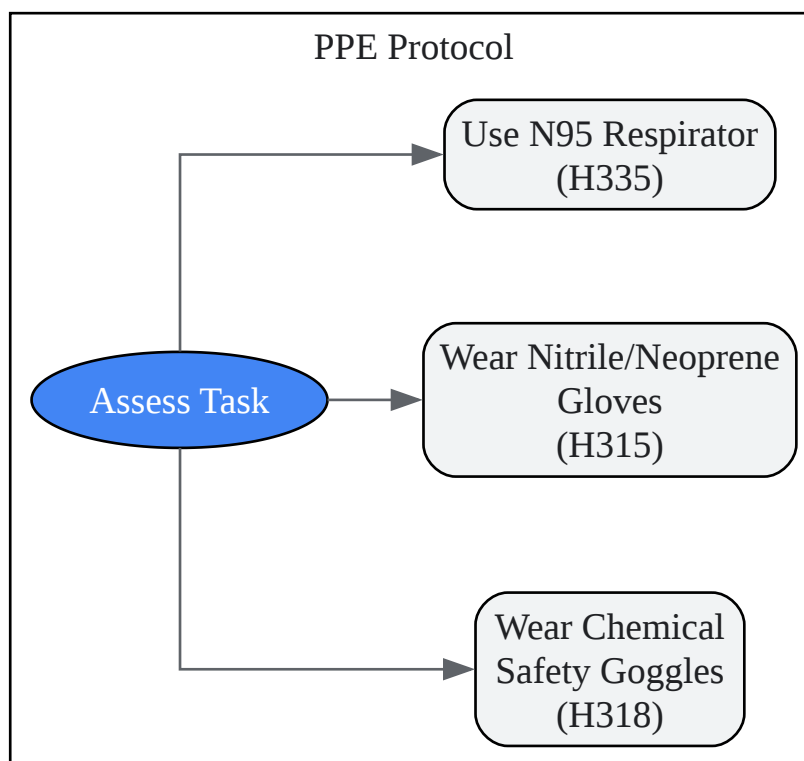 PPE Protocol
Use N95 Respirator
(H335)
Assess Task
Wear Nitrile/Neoprene
Gloves
(H315)
Wear Chemical
Safety Goggles
(H318)